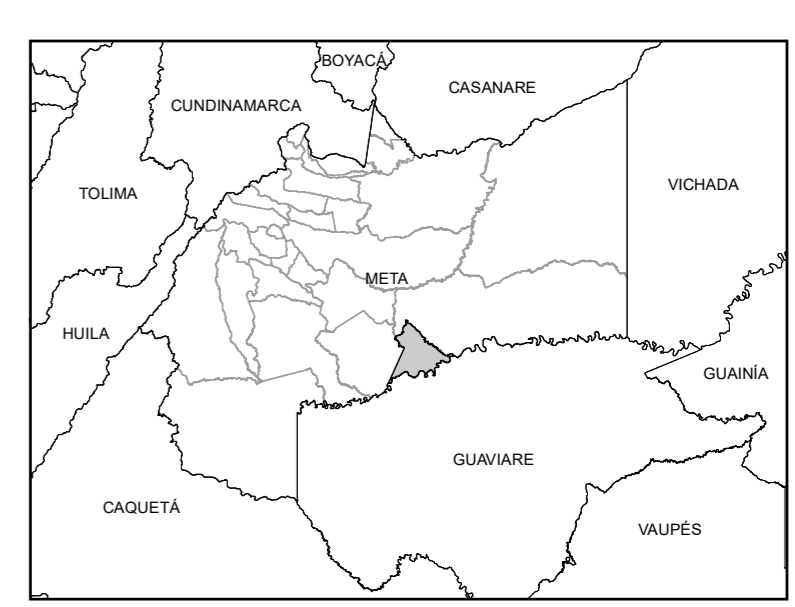 BOYACÁ
CASANARE
CUNDINAMARCA
VICHADA
TOLIMA
META
HUILA
GUAINÍA
GUAVIARE
CAQUETÁ
VAUPÉS